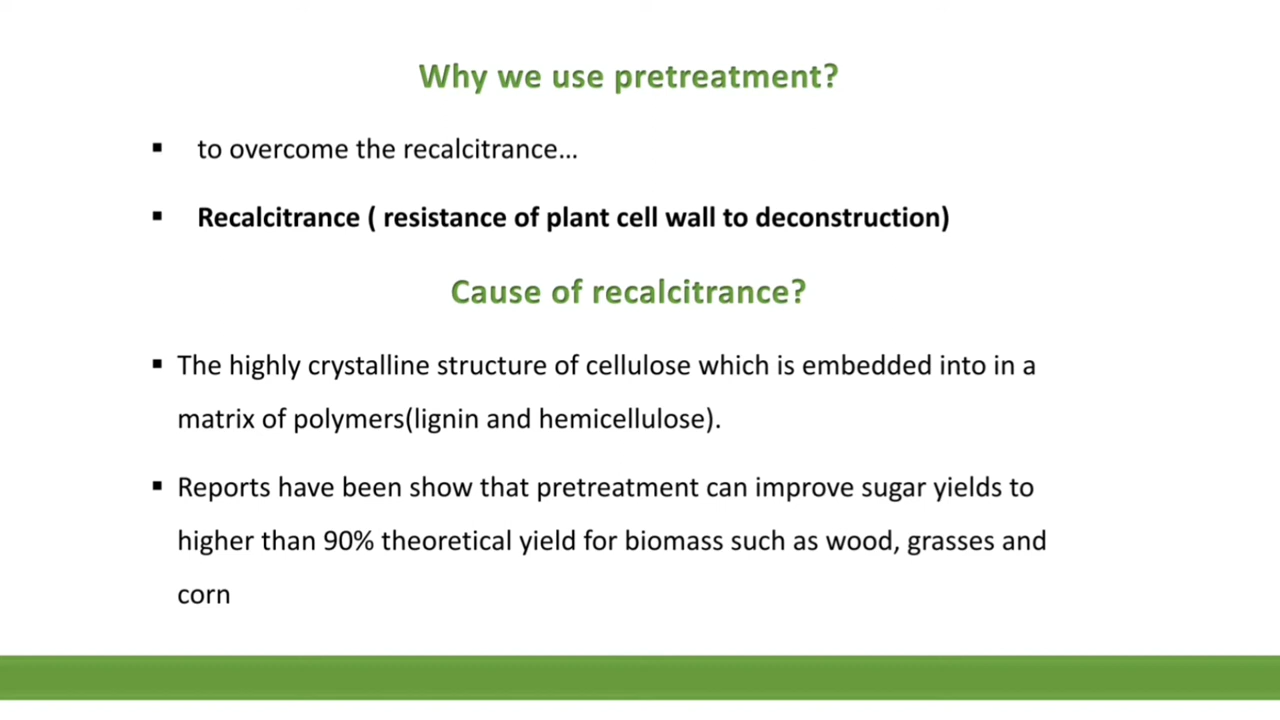 Why we use pretreatment?
▪ to overcome the recalcitrance...
▪ Recalcitrance ( resistance of plant cell wall to deconstruction)
Cause of recalcitrance?
▪ The highly crystalline structure of cellulose which is embedded into in a
matrix of polymers(lignin and hemicellulose).
▪ Reports have been show that pretreatment can improve sugar yields to
higher than 90% theoretical yield for biomass such as wood, grasses and
corn